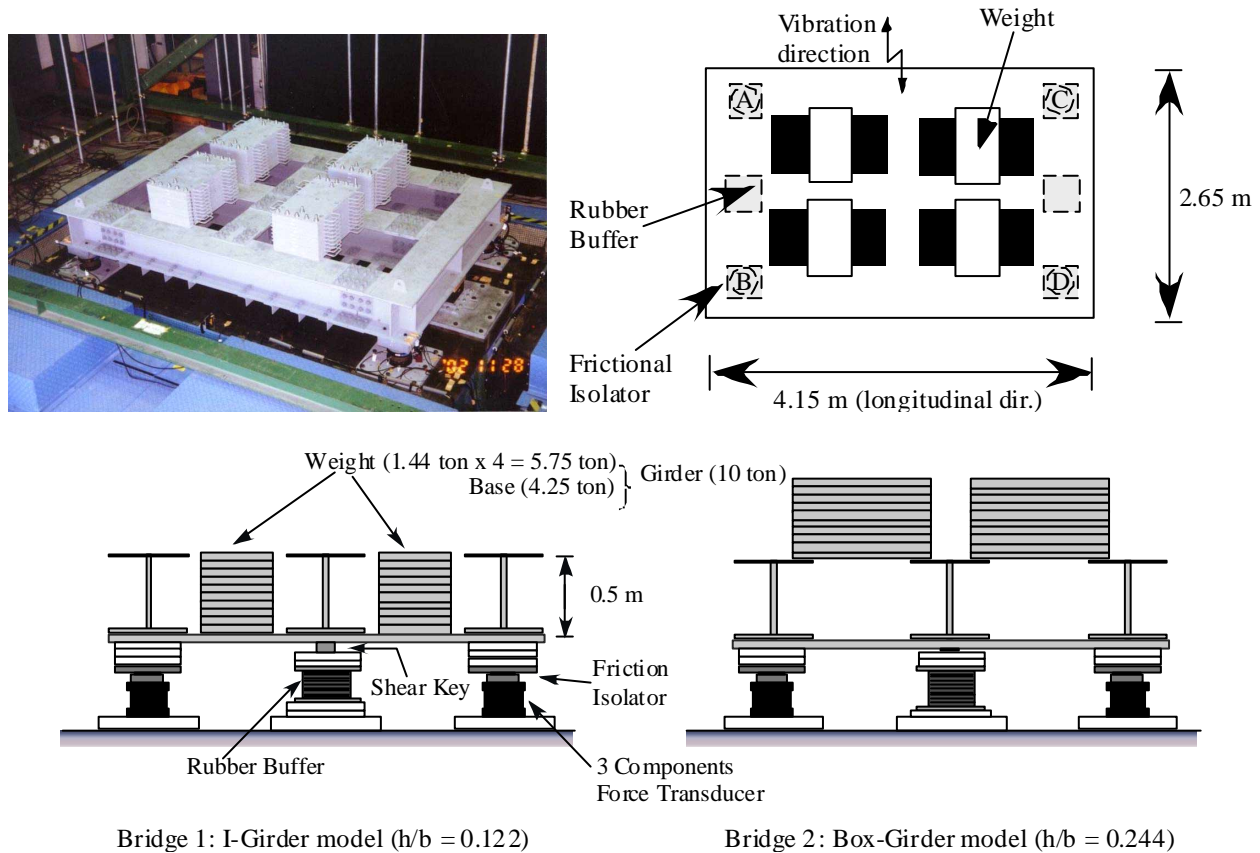 '02 11 28
Vibration
direction
Weight
A
C
Rubber
Buffer
2.65 m
B
D
Frictional
Isolator
4.15 m (longitudinal dir.)
Weight (1.44 ton x 4 = 5.75 ton)
Base (4.25 ton)
Girder (10 ton)
0.5 m
Shear Key
Friction
Isolator
Rubber Buffer
3 Components
Force Transducer
Bridge 1: I-Girder model (h/b = 0.122)
Bridge 2: Box-Girder model (h/b = 0.244)